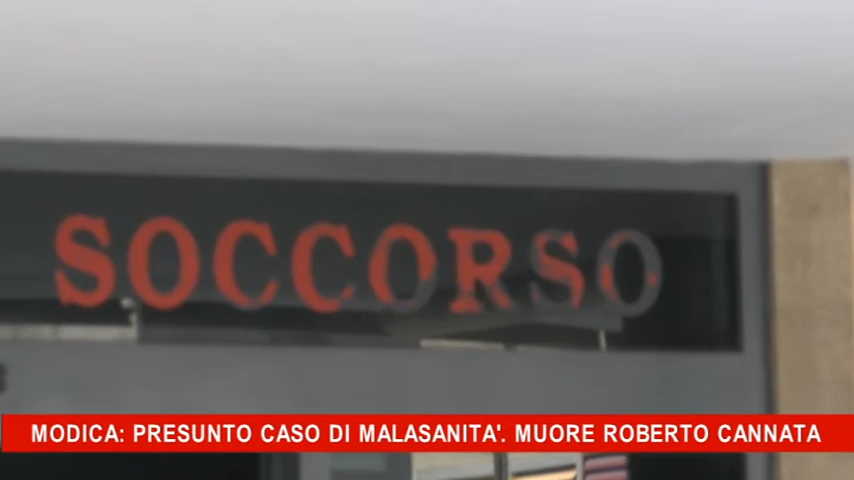 SOCCORSO
MODICA: PRESUNTO CASO DI MALASANITA'. MUORE ROBERTO CANNATA